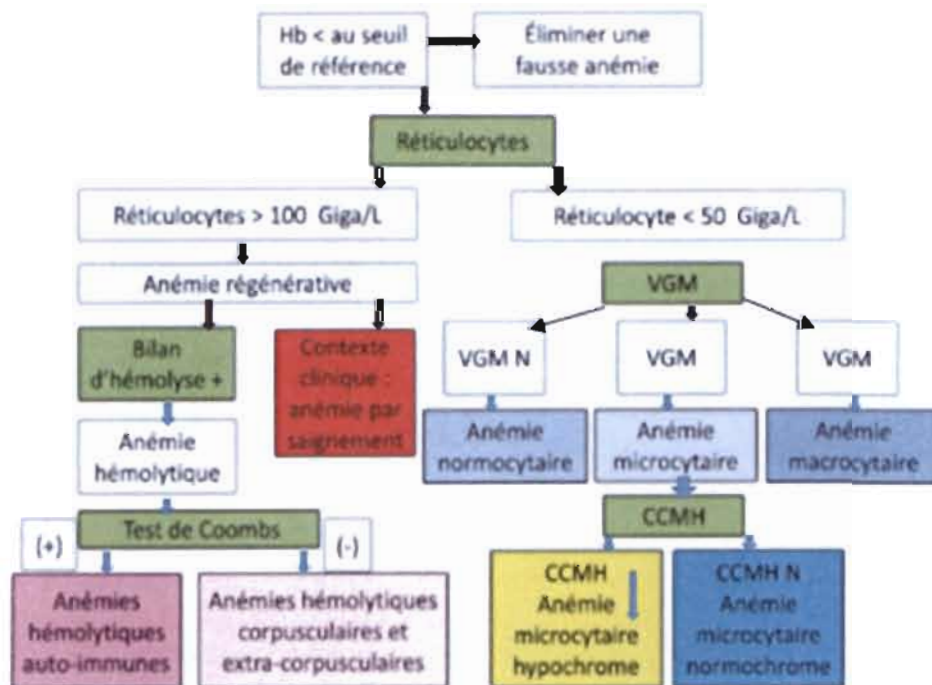 Hb < au seuil
de référence
Éliminer une
fausse anémie
Réticulocytes
Réticulocytes > 100 Giga/L
Réticulocyte < 50 Giga/L
Anémie régénérative
VGM
Bilan
d'hémolyse +
Contexte
clinique :
anémie par
saignement
VGM N
VGM
VGM
Anémie
hémolytique
Anémie
normocytaire
Anémie
microcytaire
Anémie
macrocytaire
Test de Coombs
(+)
(-)
CCMH
Anémies
hémolytiques
auto-immunes
Anémies hémolytiques
corpusculaires et
extra-corpusculaires
CCMH
Anémie
microcytaire
hypochrome
CCMH N
Anémie
microcytaire
normochrome